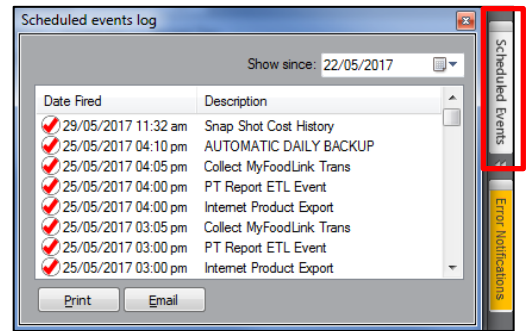 Scheduled events log
Show since: 22/05/2017
Date Fired Description
29/05/2017 11:32 am Snap Shot Cost History
25/05/2017 04:10 pm AUTOMATIC DAILY BACKUP
25/05/2017 04:05 pm Collect MyFoodLink Trans
25/05/2017 04:00 pm PT Report ETL Event
25/05/2017 04:00 pm Internet Product Export
25/05/2017 03:05 pm Collect MyFoodLink Trans
25/05/2017 03:00 pm PT Report ETL Event
25/05/2017 03:00 pm Internet Product Export
Print Email
Scheduled Events
Error Notifications